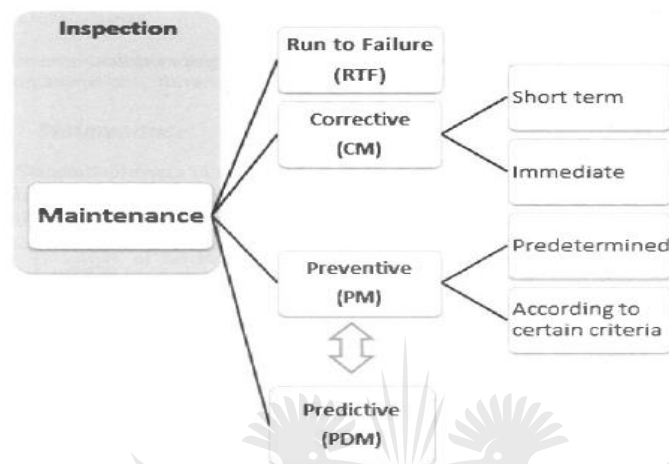 Inspection
Maintenance
Run to Failure
(RTF)
Corrective
(CM)
Short term
Immediate
Preventive
(PM)
Predetermined
According to
certain criteria
Predictive
(PDM)